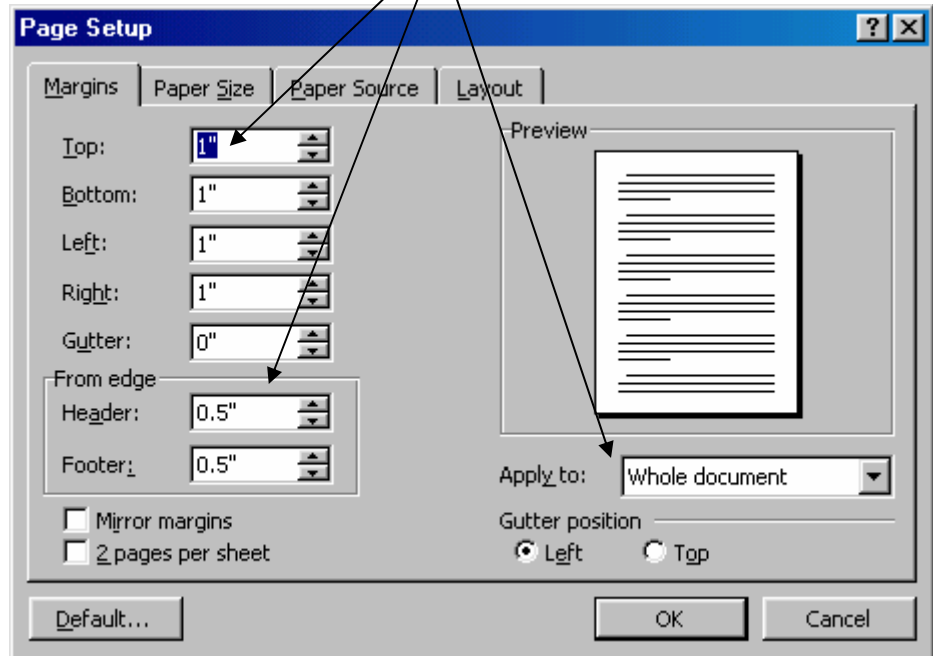 Page Setup
Margins Paper Size Paper Source Layout
Top: 1"
Bottom: 1"
Left: 1"
Right: 1"
Gutter: 0"
From edge
Header: 0.5"
Footer: 0.5"
Mirror margins
2 pages per sheet
Preview
Apply to: Whole document
Gutter position
Left Top
Default... OK Cancel